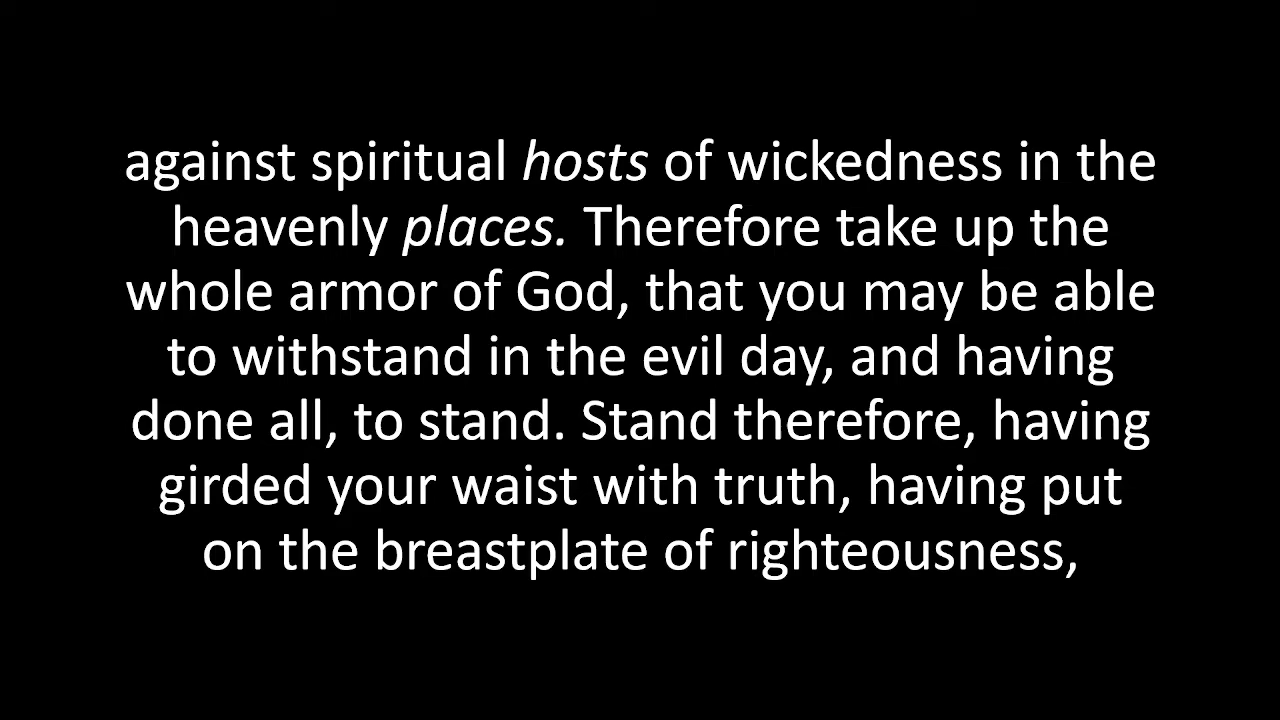 against spiritual hosts of wickedness in the
heavenly places. Therefore take up the
whole armor of God, that you may be able
to withstand in the evil day, and having
done all, to stand. Stand therefore, having
girded your waist with truth, having put
on the breastplate of righteousness,